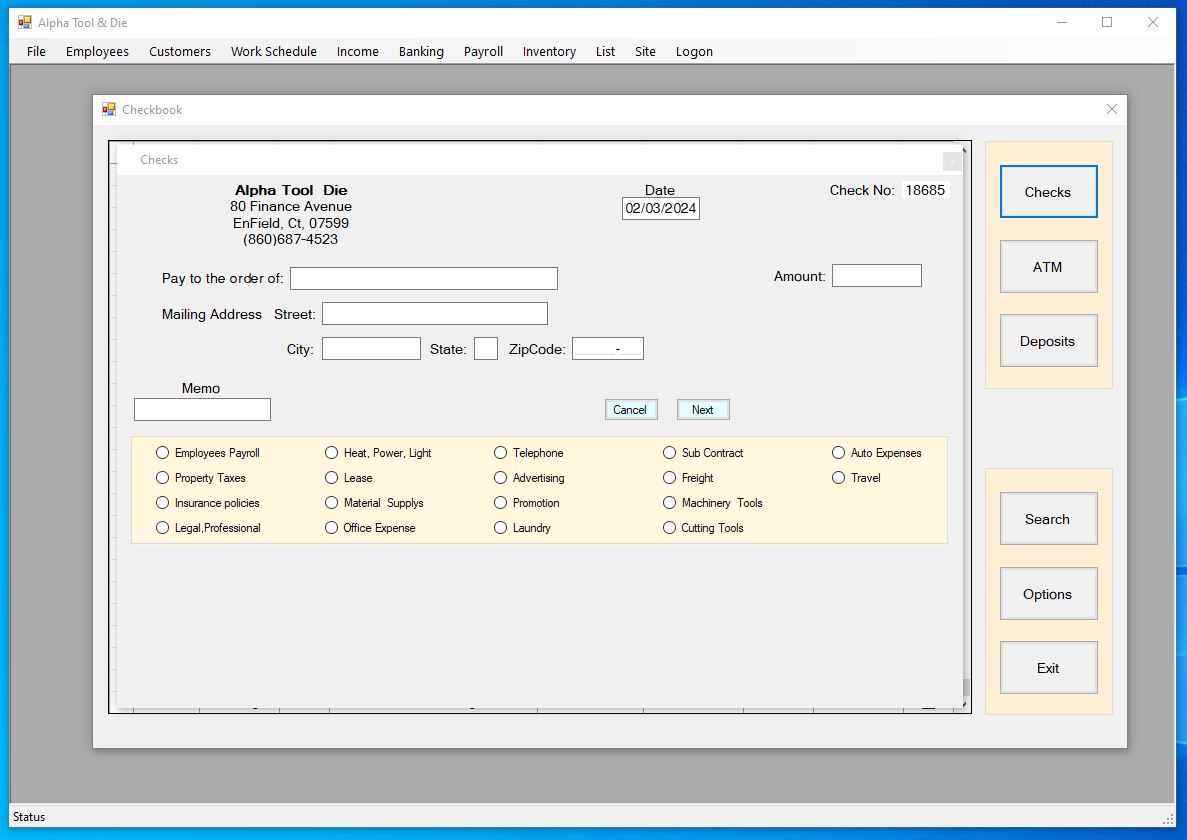 Alpha Tool & Die
File Employees Customers Work Schedule Income Banking Payroll Inventory List Site Logon
Checkbook
Checks
Alpha Tool Die
80 Finance Avenue
EnField, Ct, 07599
(860)687-4523
Date
02/03/2024
Check No: 18685
Pay to the order of:
Amount:
Mailing Address Street:
City: State: ZipCode: _____-____
Memo
Cancel Next
Employees Payroll Heat, Power, Light Telephone Sub Contract Auto Expenses
Property Taxes Lease Advertising Freight Travel
Insurance policies Material Supplys Promotion Machinery Tools
Legal,Professional Office Expense Laundry Cutting Tools
Checks
ATM
Deposits
Search
Options
Exit
Status